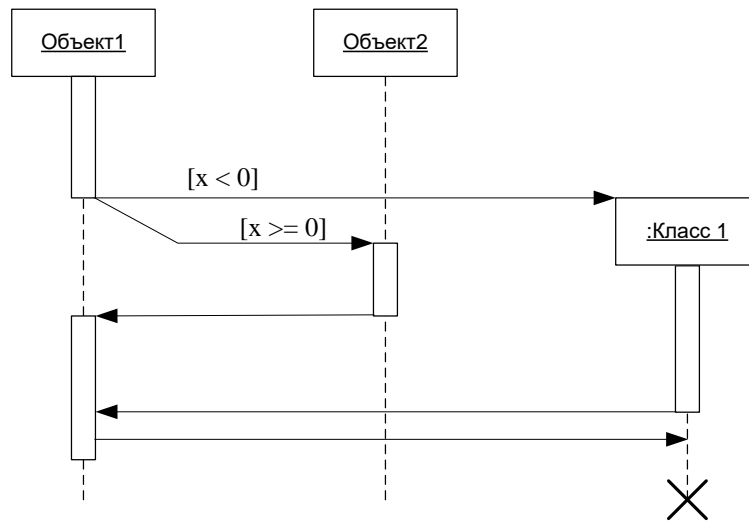 Объект1
Объект2
[x < 0]
[x >= 0]
:Класс 1